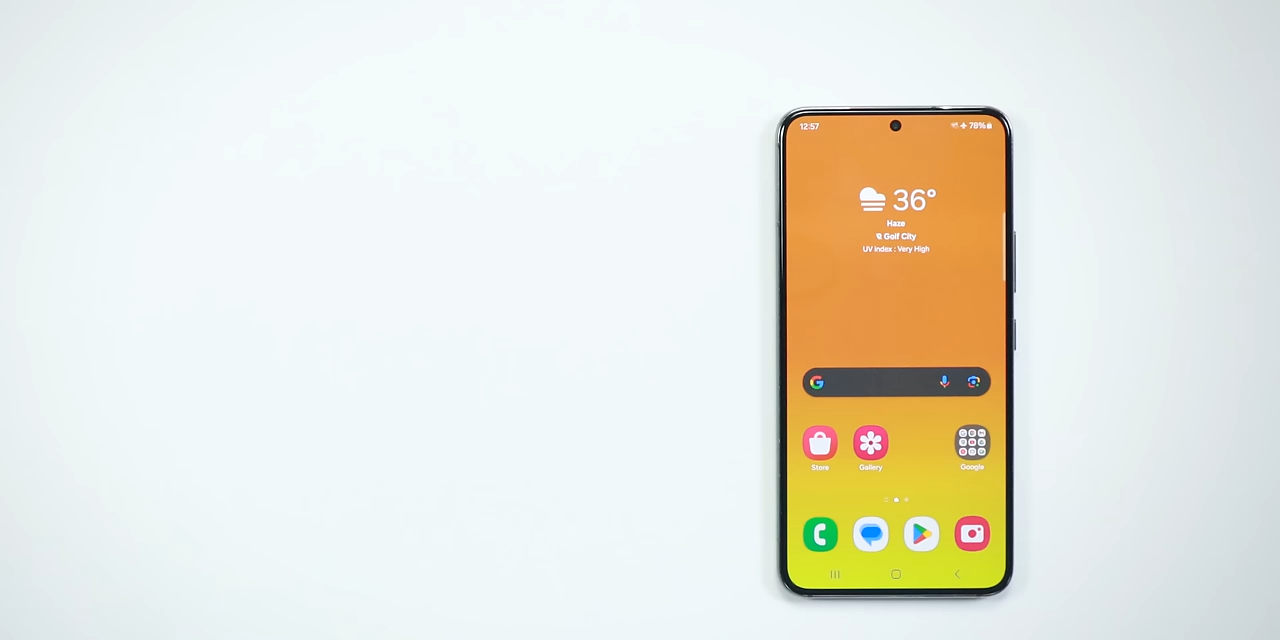 12:57
78%
36°
Haze
Golf City
UV index : Very High
Store
Gallery
Google